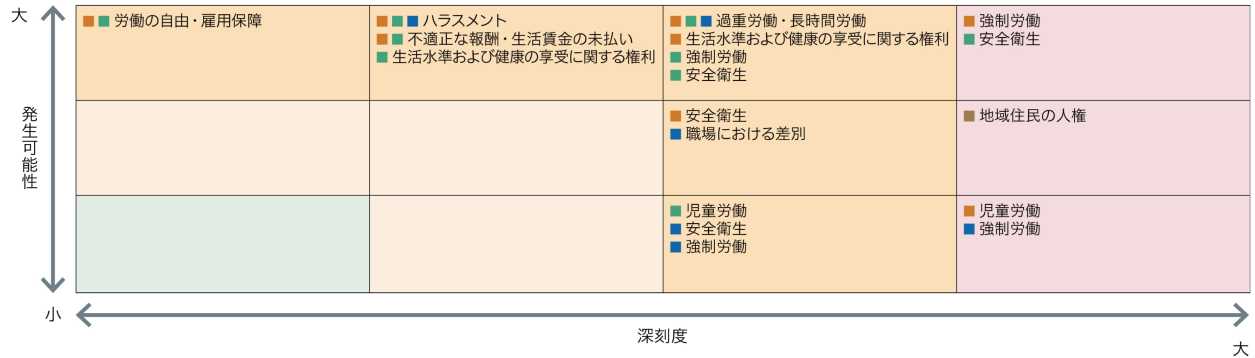 大
労働の自由・雇用保障
ハラスメント
不適正な報酬・生活賃金の未払い
生活水準および健康の享受に関する権利
過重労働・長時間労働
生活水準および健康の享受に関する権利
強制労働
安全衛生
強制労働
安全衛生
発生可能性
安全衛生
職場における差別
地域住民の人権
児童労働
安全衛生
強制労働
児童労働
強制労働
小
深刻度
大